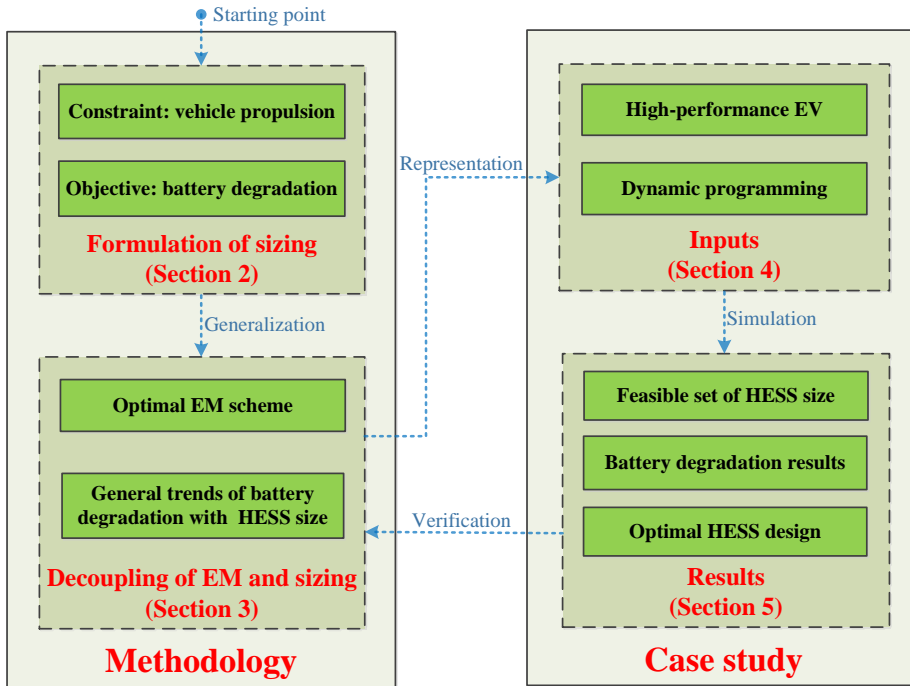 Starting point
Constraint: vehicle propulsion
Objective: battery degradation
Formulation of sizing
(Section 2)
Generalization
Optimal EM scheme
General trends of battery
degradation with HESS size
Decoupling of EM and sizing
(Section 3)
Methodology
Representation
Verification
High-performance EV
Dynamic programming
Inputs
(Section 4)
Simulation
Feasible set of HESS size
Battery degradation results
Optimal HESS design
Results
(Section 5)
Case study